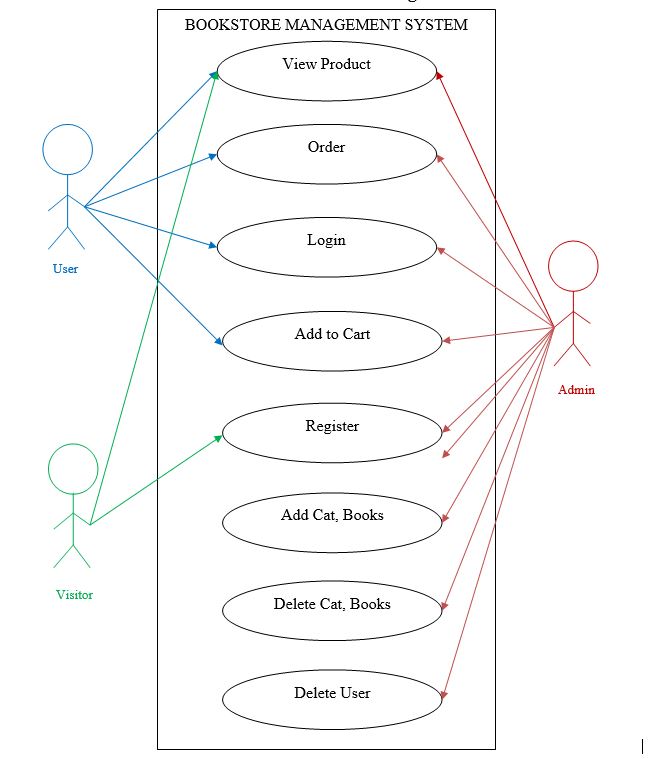 BOOKSTORE MANAGEMENT SYSTEM
View Product
Order
Login
User
Add to Cart
Admin
Register
Add Cat, Books
Visitor
Delete Cat, Books
Delete User